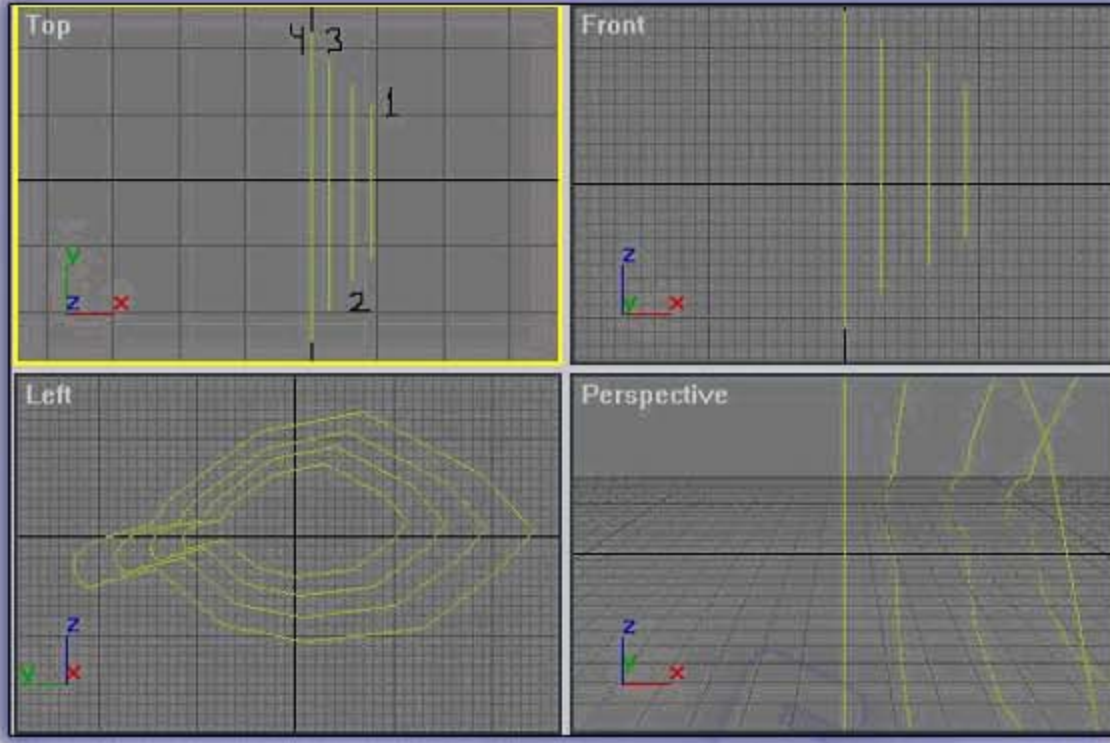 Top
4 3
1
2
y
z x
Front
z
y x
Left
z
y x
Perspective
z
y x